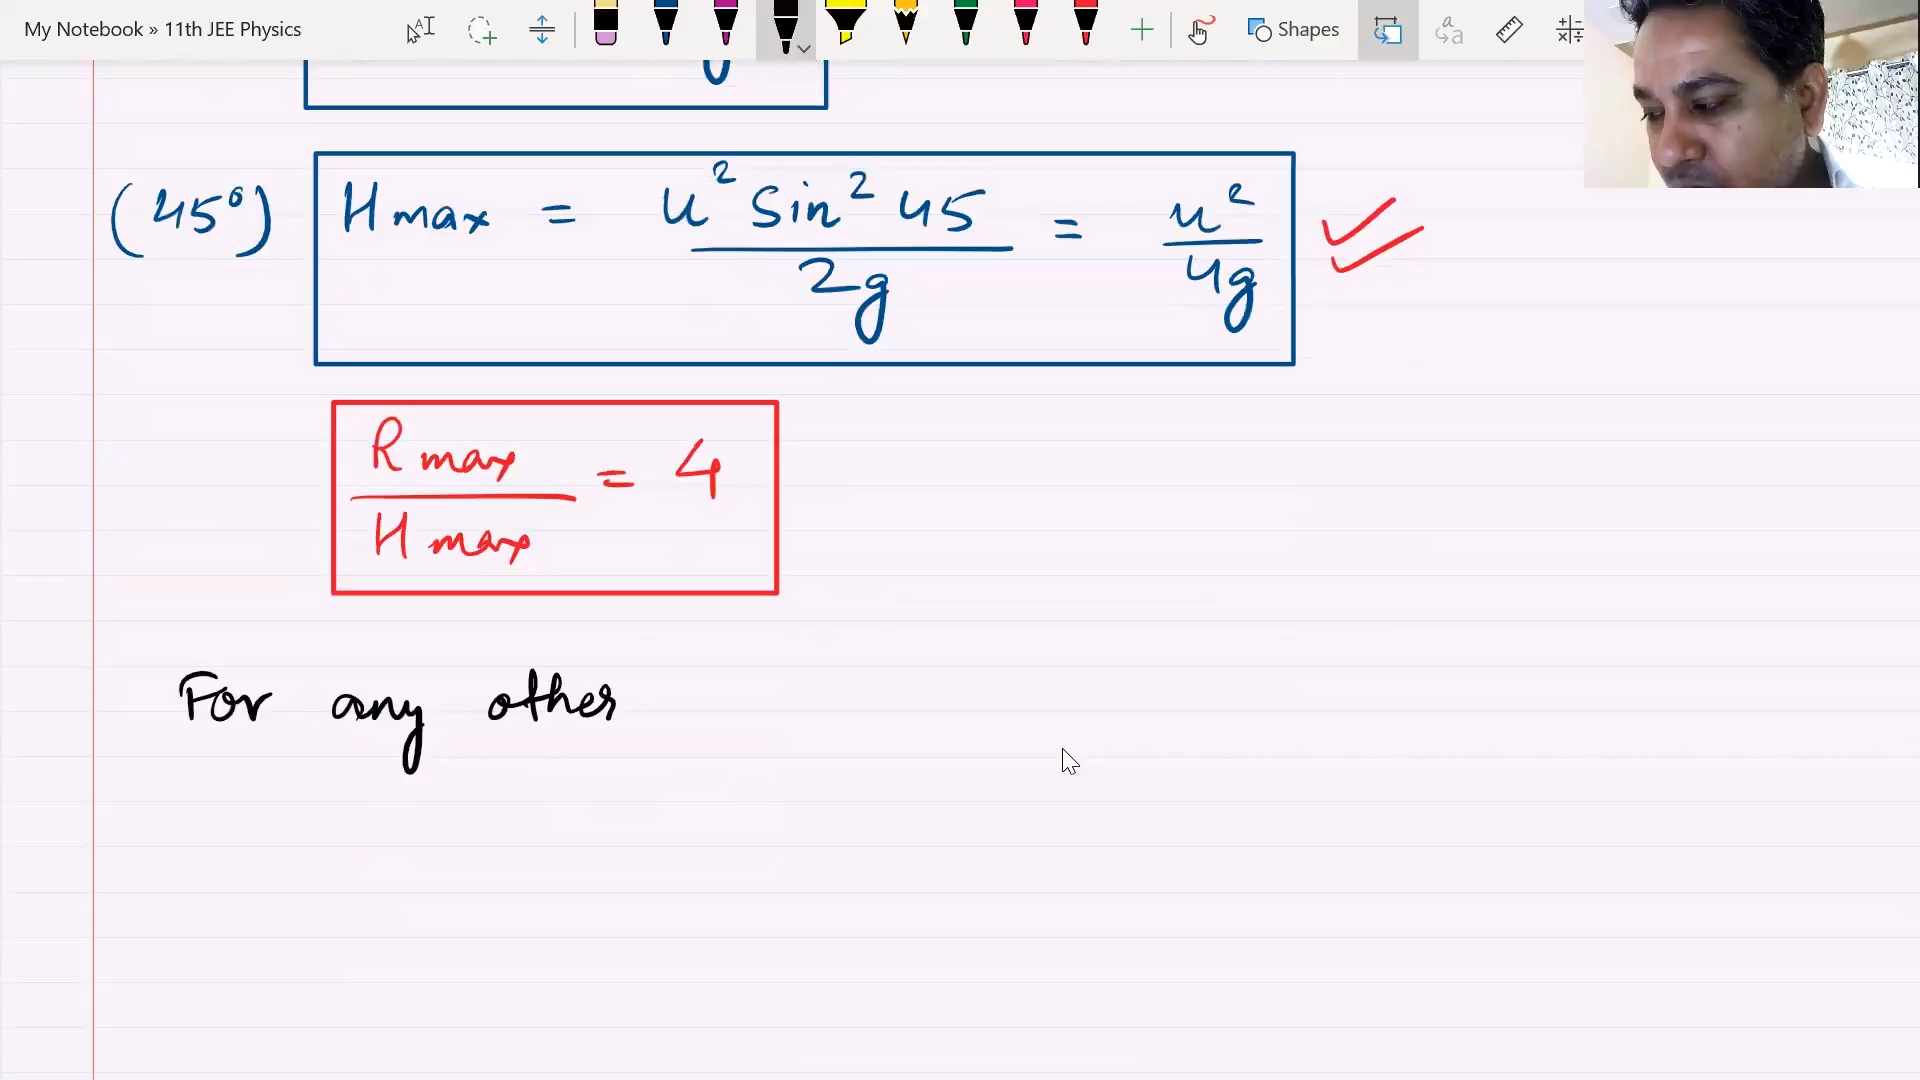 My Notebook » 11th JEE Physics
Shapes
(45°) Hmax = u² Sin² 45 / 2g = u² / 4g
Rmax / Hmax = 4
For any other